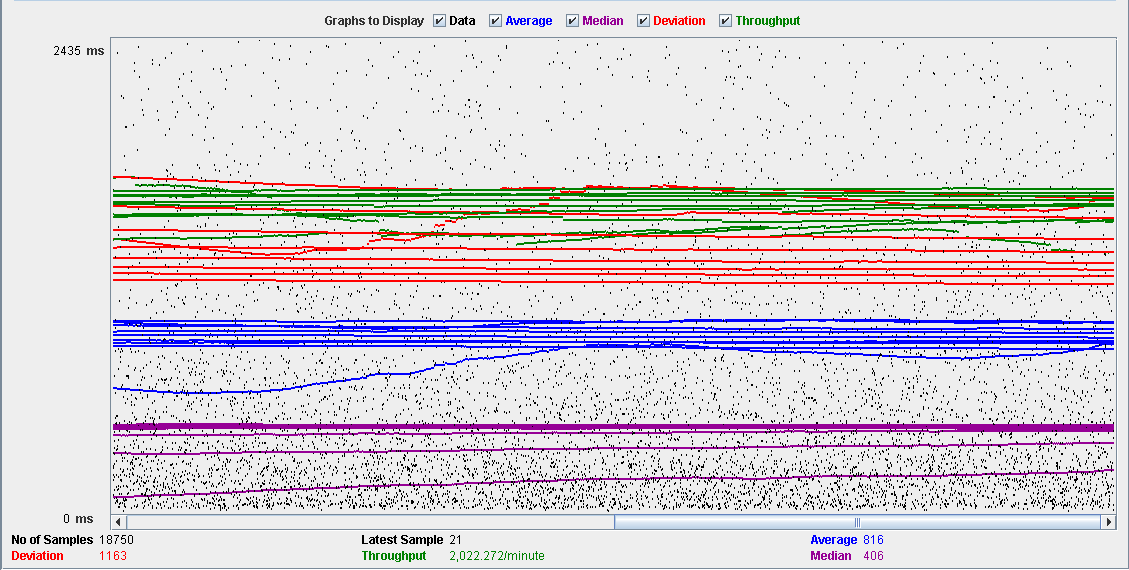 Graphs to Display Data Average Median Deviation Throughput
2435 ms
0 ms
No of Samples 18750 Latest Sample 21 Average 816
Deviation 1163 Throughput 2,022.272/minute Median 406